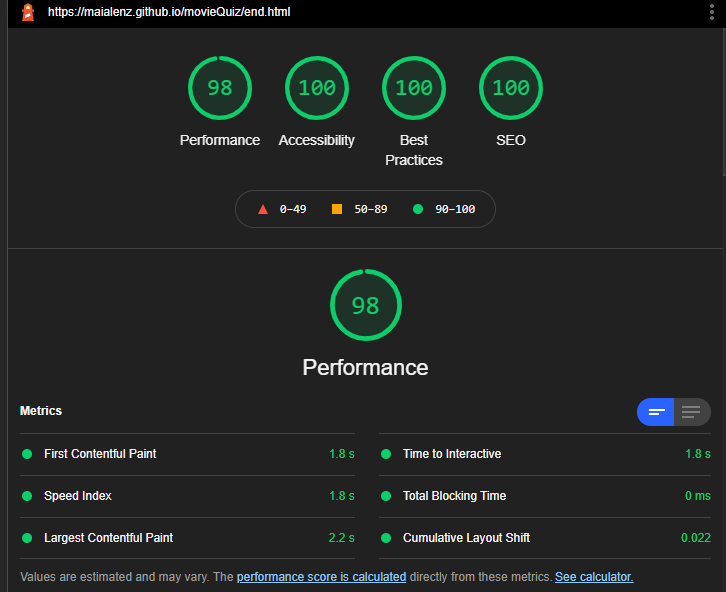 https://maialenz.github.io/movieQuiz/end.html
98 100 100 100
Performance Accessibility Best Practices SEO
0–49 50–89 90–100
98
Performance
Metrics
First Contentful Paint 1.8 s
Time to Interactive 1.8 s
Speed Index 1.8 s
Total Blocking Time 0 ms
Largest Contentful Paint 2.2 s
Cumulative Layout Shift 0.022
Values are estimated and may vary. The performance score is calculated directly from these metrics. See calculator.